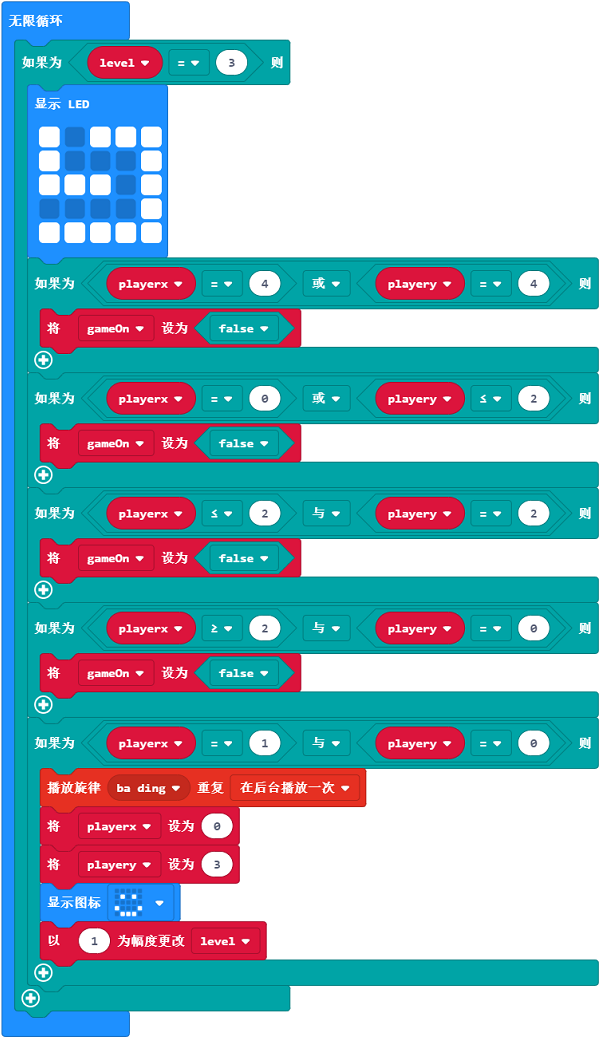 无限循环
如果为 level = 3 则
显示 LED
如果为 playerx = 4 或 playery = 4 则
将 gameOn 设为 false
如果为 playerx = 0 或 playery ≤ 2 则
将 gameOn 设为 false
如果为 playerx ≤ 2 与 playery = 2 则
将 gameOn 设为 false
如果为 playerx ≥ 2 与 playery = 0 则
将 gameOn 设为 false
如果为 playerx = 1 与 playery = 0 则
播放旋律 ba ding 重复 在后台播放一次
将 playerx 设为 0
将 playery 设为 3
显示图标
以 1 为幅度更改 level